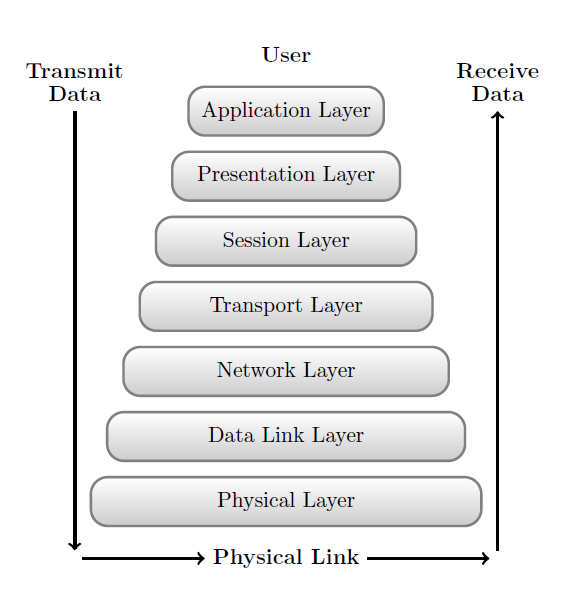 User
Transmit
Data
Receive
Data
Application Layer
Presentation Layer
Session Layer
Transport Layer
Network Layer
Data Link Layer
Physical Layer
Physical Link